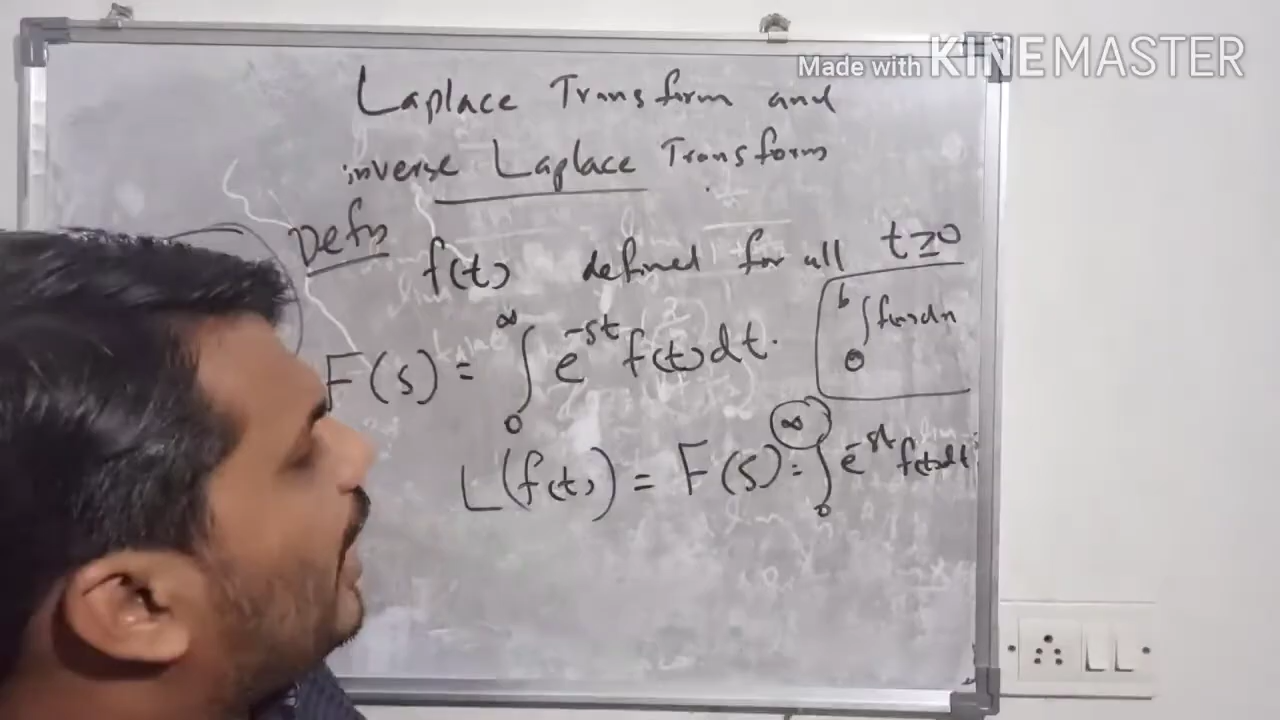 Made with KINEMASTER
Laplace Transform and
inverse Laplace Transform
Defn
f(t) defined for all t≥0
F(s) = ∫₀^∞ e^-st f(t)dt.
∫₀^b f(x)dx
L(f(t)) = F(s) = ∫₀^∞ e^-st f(t)dt